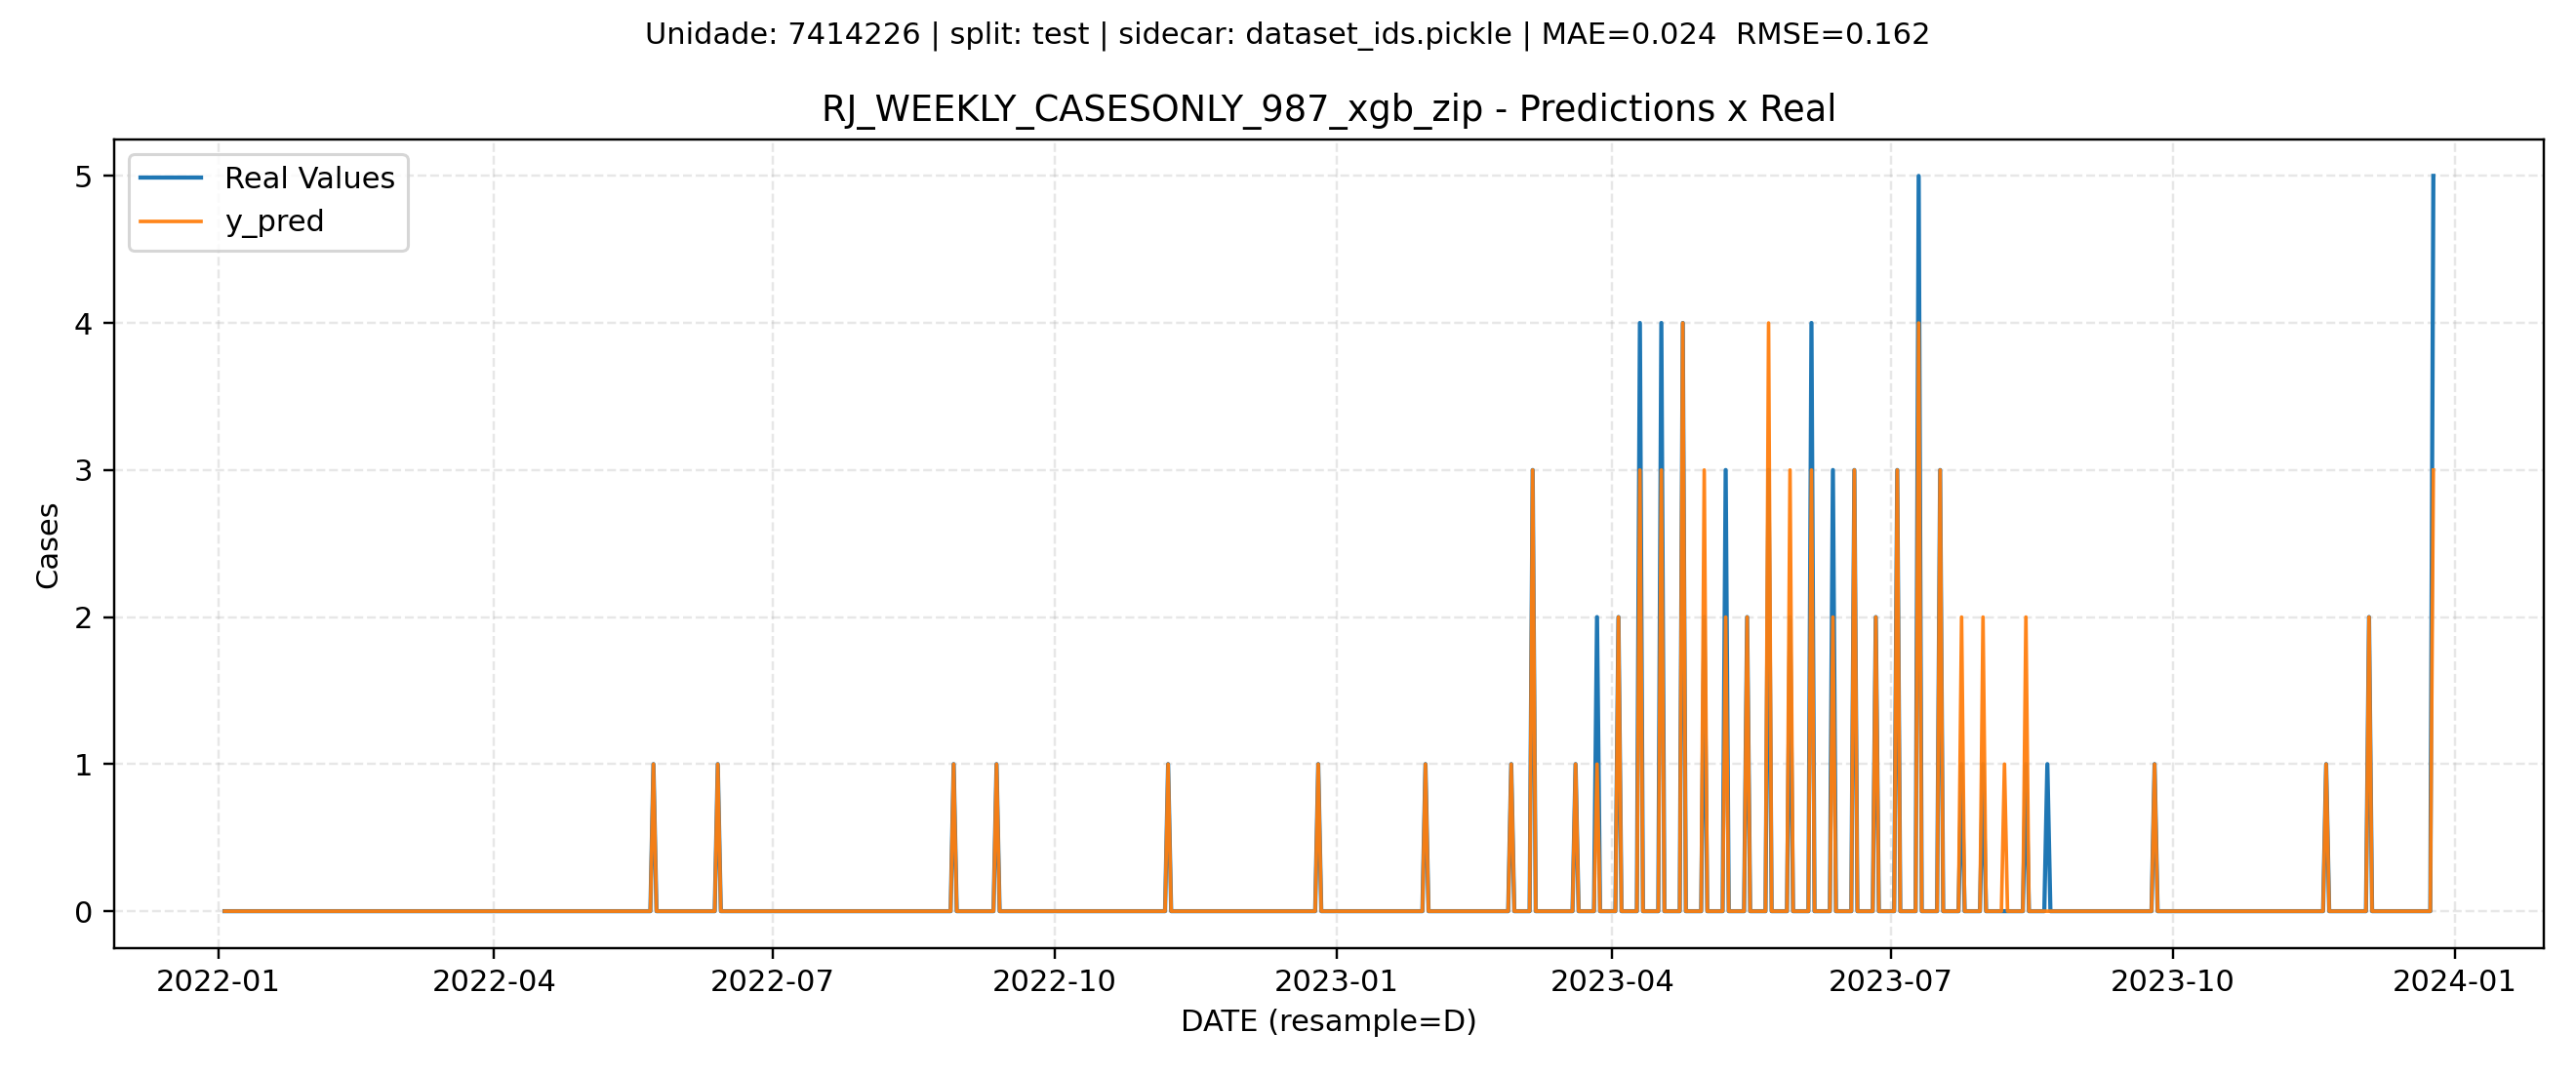 Unidade: 7414226 | split: test | sidecar: dataset_ids.pickle | MAE=0.024  RMSE=0.162
RJ_WEEKLY_CASESONLY_987_xgb_zip - Predictions x Real
Real Values
y_pred
5
4
3
2
1
0
Cases
2022-01
2022-04
2022-07
2022-10
2023-01
2023-04
2023-07
2023-10
2024-01
DATE (resample=D)